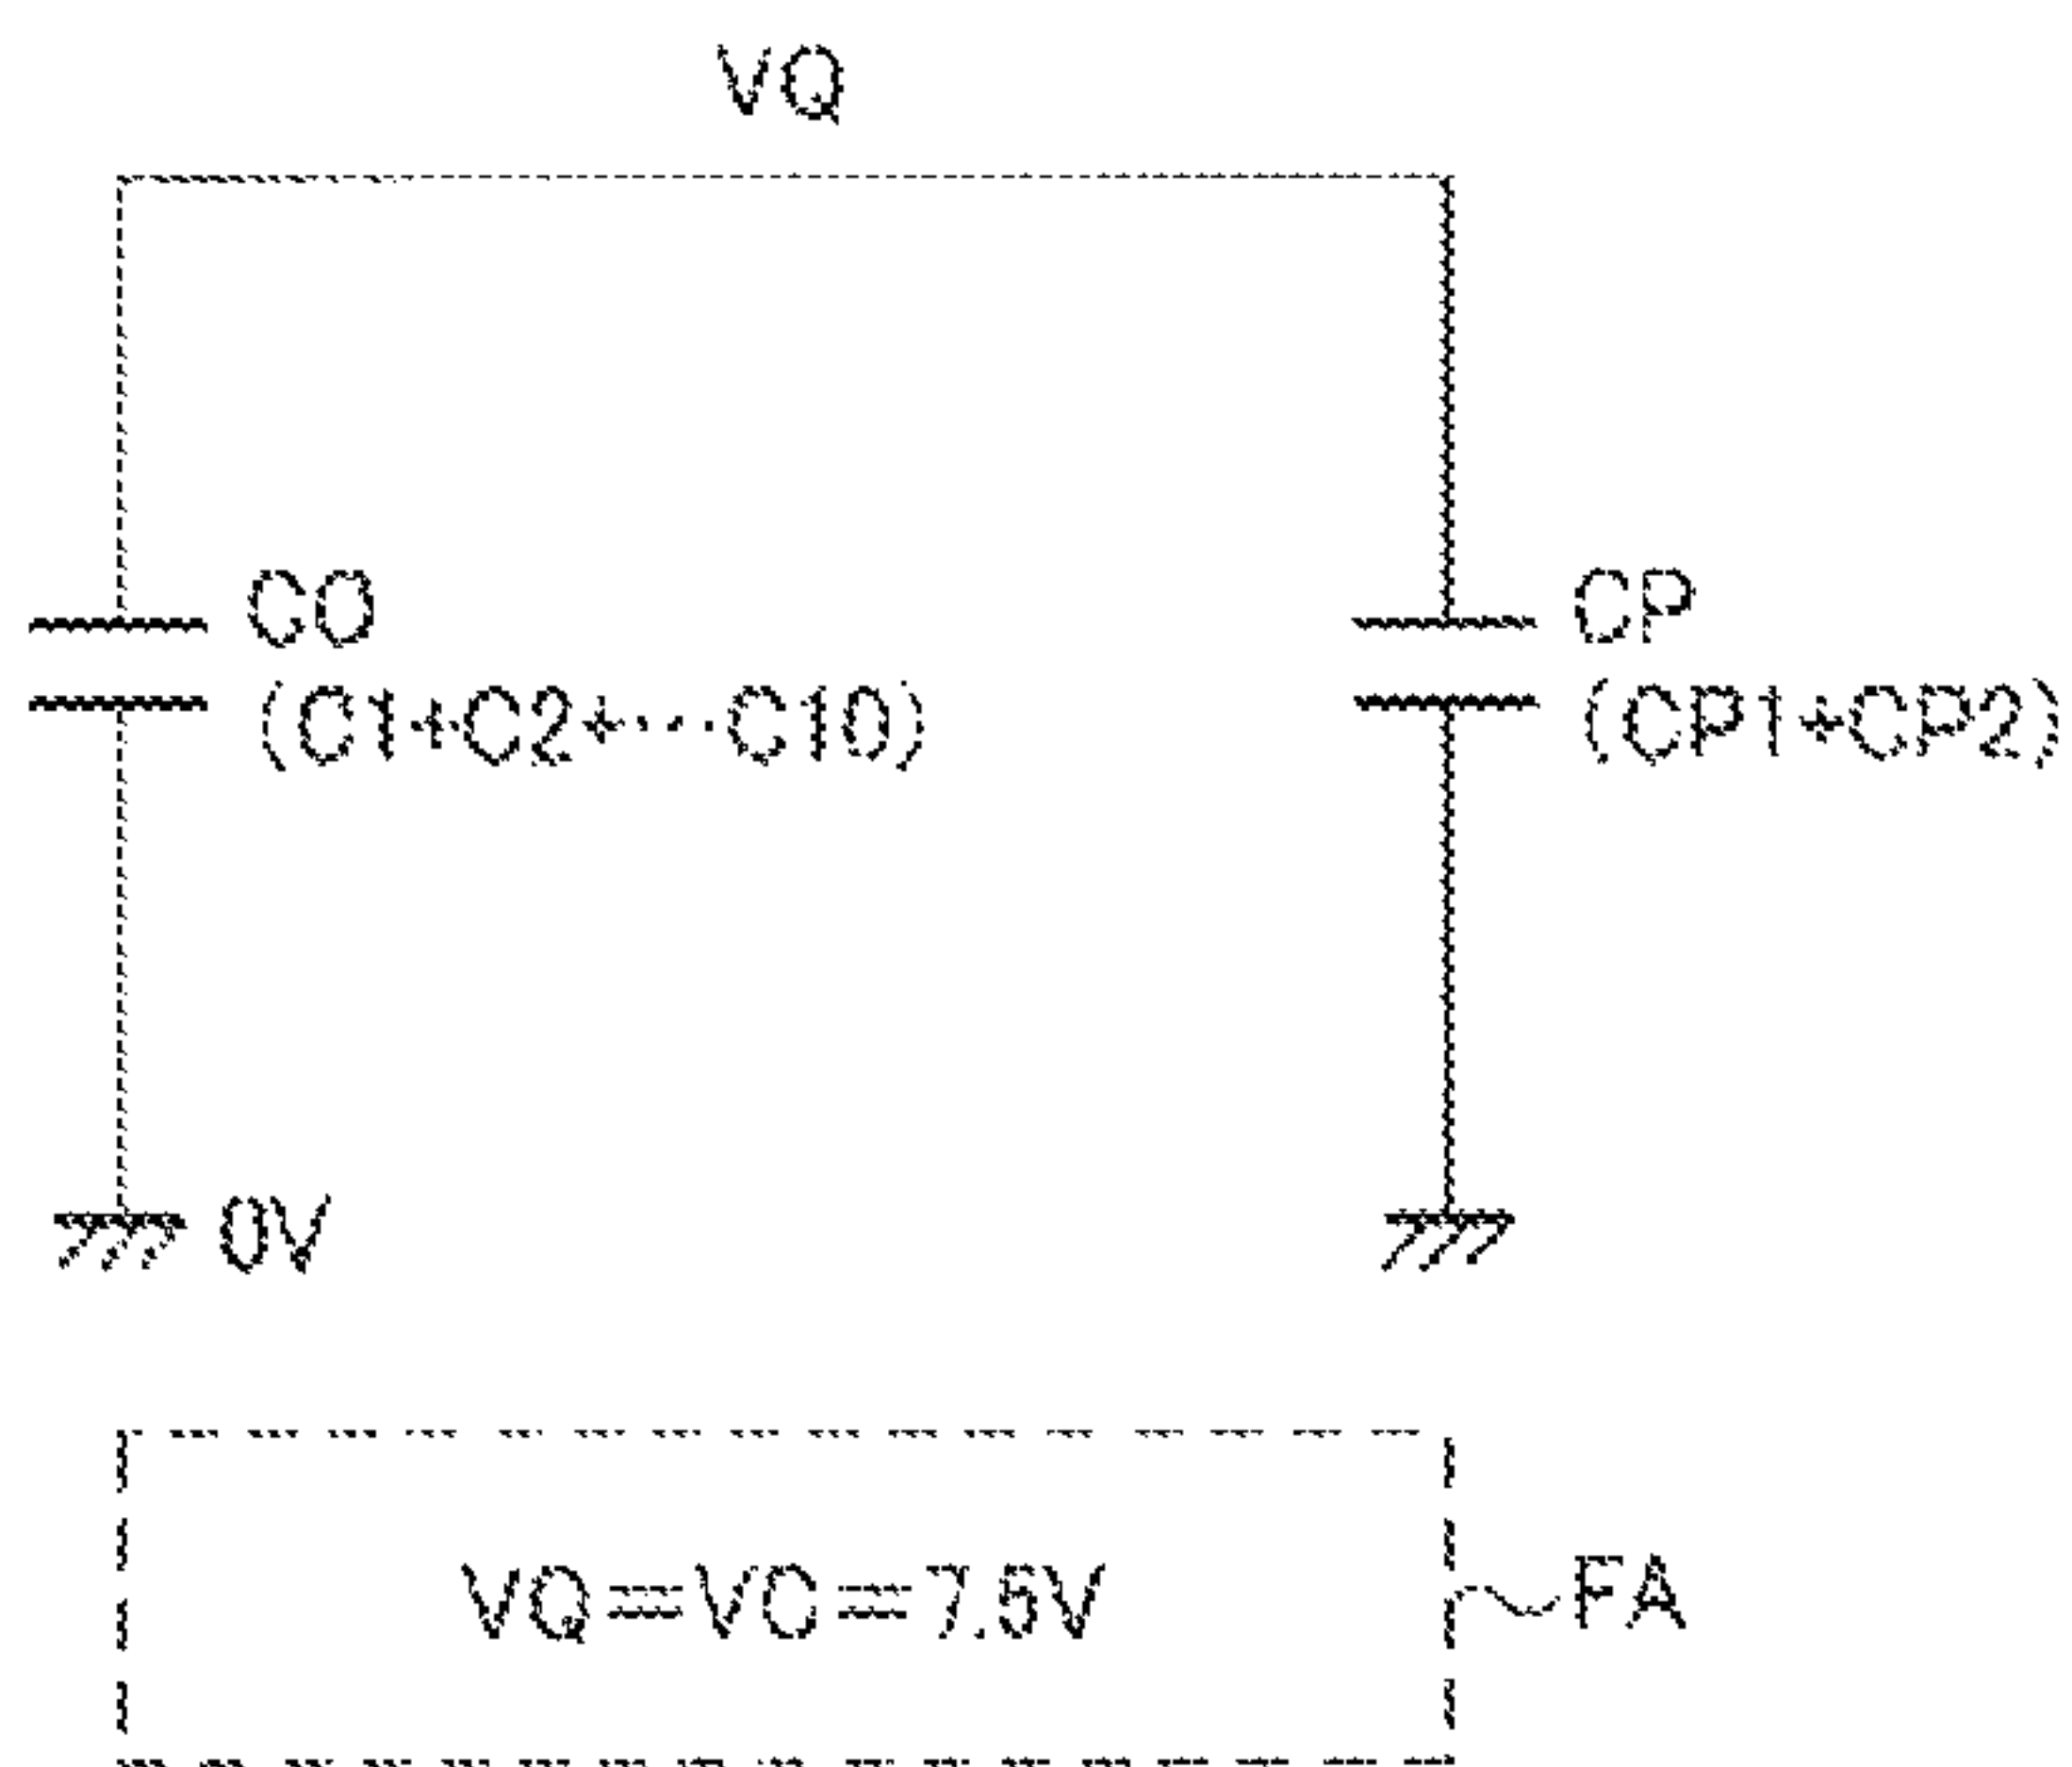 VQ
CO
CP
(C1+C2+···C10)
(CP1+CP2)
0V
VQ=VC=7.5V
FA